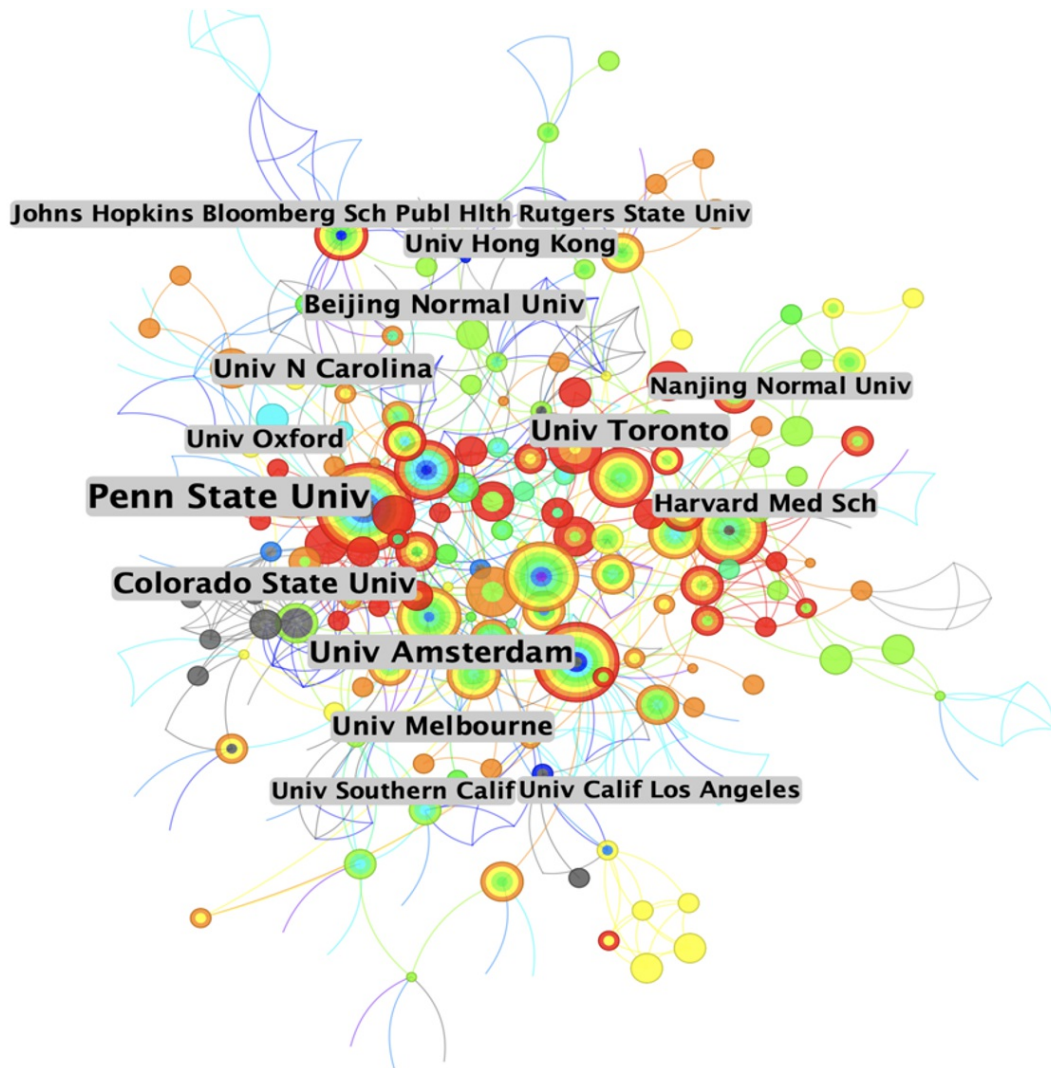 Johns Hopkins Bloomberg Sch Publ Hlth
Rutgers State Univ
Univ Hong Kong
Beijing Normal Univ
Univ N Carolina
Nanjing Normal Univ
Univ Oxford
Univ Toronto
Penn State Univ
Harvard Med Sch
Colorado State Univ
Univ Amsterdam
Univ Melbourne
Univ Southern Calif
Univ Calif Los Angeles